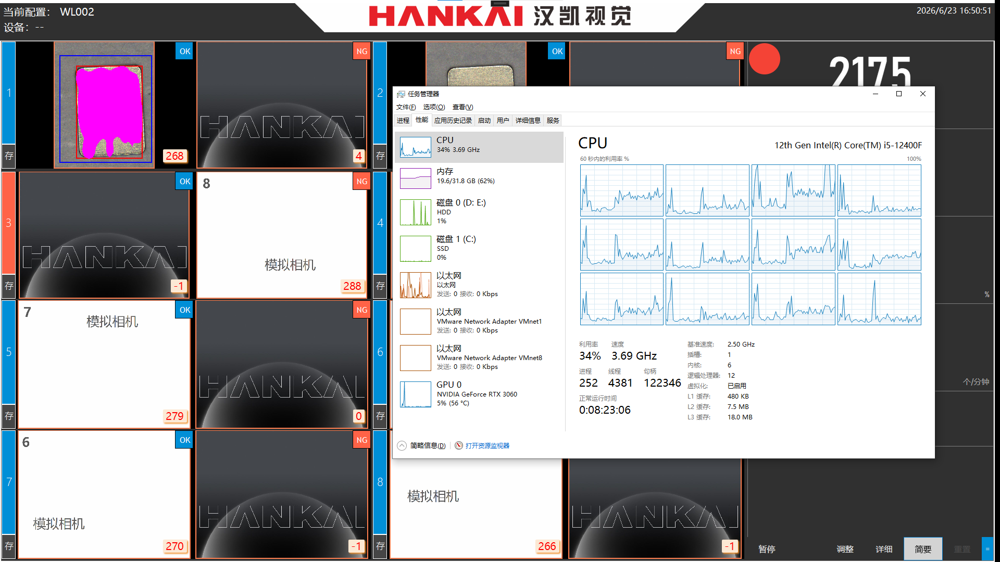 当前配置： WL002
设备：--
HANKAI 汉凯视觉
2026/6/23 16:50:51
1
OK
268
存
HANKAI
NG
4
2
OK
存
NG
2175
3
OK
HANKAI
-1
存
8
NG
模拟相机
288
4
存
%
个/分钟
5
7
OK
模拟相机
279
存
HANKAI
NG
0
6
存
7
6
OK
模拟相机
270
存
HANKAI
NG
-1
8
存
模拟相机
266
HANKAI
-1
暂停
调整
详细
简要
重置
=
任务管理器
文件(F) 选项(O) 查看(V)
进程 性能 应用历史记录 启动 用户 详细信息 服务
CPU
34% 3.69 GHz
内存
19.6/31.8 GB (62%)
磁盘 0 (D: E:)
HDD
1%
磁盘 1 (C:)
SSD
0%
以太网
以太网
发送: 0 接收: 0 Kbps
以太网
VMware Network Adapter VMnet1
发送: 0 接收: 0 Kbps
以太网
VMware Network Adapter VMnet8
发送: 0 接收: 0 Kbps
GPU 0
NVIDIA GeForce RTX 3060
5% (56 °C)
CPU
12th Gen Intel(R) Core(TM) i5-12400F
60 秒内的利用率 %
100%
利用率 速度
34% 3.69 GHz
进程 线程 句柄
252 4381 122346
正常运行时间
0:08:23:06
基准速度: 2.50 GHz
插槽: 1
内核: 6
逻辑处理器: 12
虚拟化: 已启用
L1 缓存: 480 KB
L2 缓存: 7.5 MB
L3 缓存: 18.0 MB
简略信息(D)
打开资源监视器